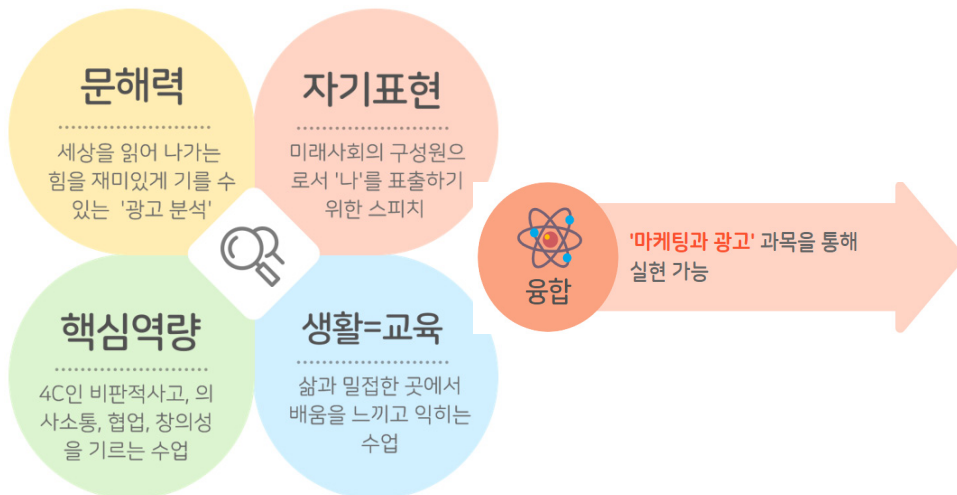 문해력
세상을 읽어 나가는
힘을 재미있게 기를 수
있는 '광고 분석'
자기표현
미래사회의 구성원으
로서 '나'를 표출하기
위한 스피치
핵심역량
4C인 비판적사고, 의
사소통, 협업, 창의성
을 기르는 수업
생활=교육
삶과 밀접한 곳에서
배움을 느끼고 익히는
수업
융합
'마케팅과 광고' 과목을 통해
실현 가능